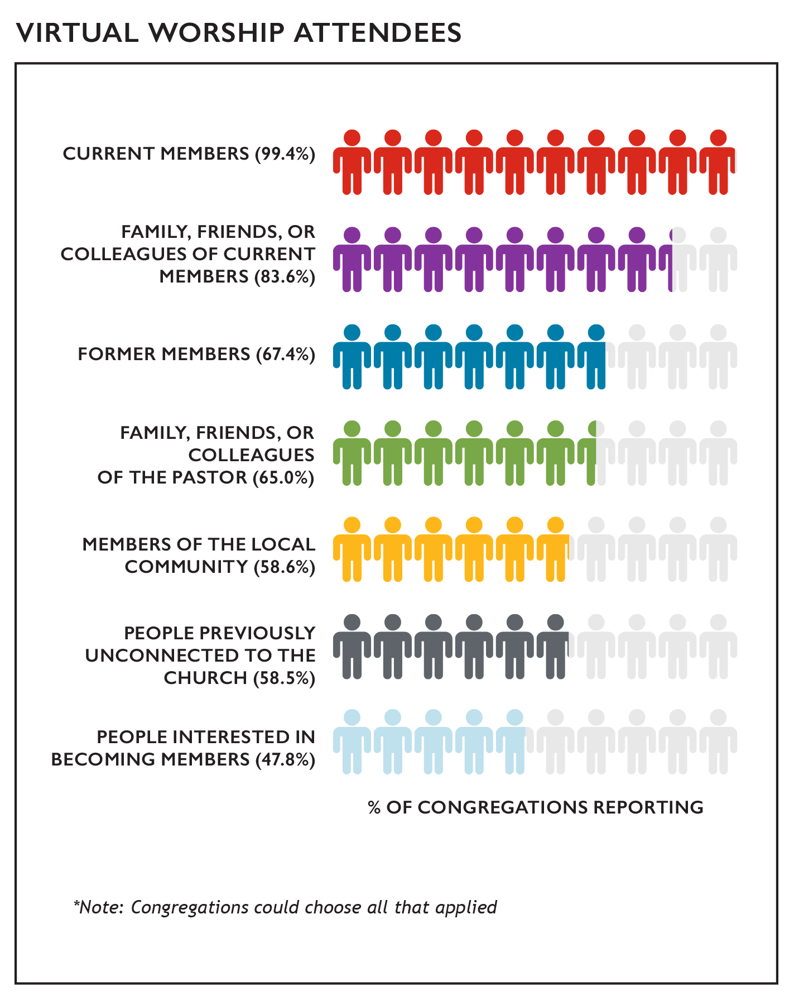 VIRTUAL WORSHIP ATTENDEES
CURRENT MEMBERS (99.4%)
FAMILY, FRIENDS, OR
COLLEAGUES OF CURRENT
MEMBERS (83.6%)
FORMER MEMBERS (67.4%)
FAMILY, FRIENDS, OR
COLLEAGUES
OF THE PASTOR (65.0%)
MEMBERS OF THE LOCAL
COMMUNITY (58.6%)
PEOPLE PREVIOUSLY
UNCONNECTED TO THE
CHURCH (58.5%)
PEOPLE INTERESTED IN
BECOMING MEMBERS (47.8%)
% OF CONGREGATIONS REPORTING
*Note: Congregations could choose all that applied